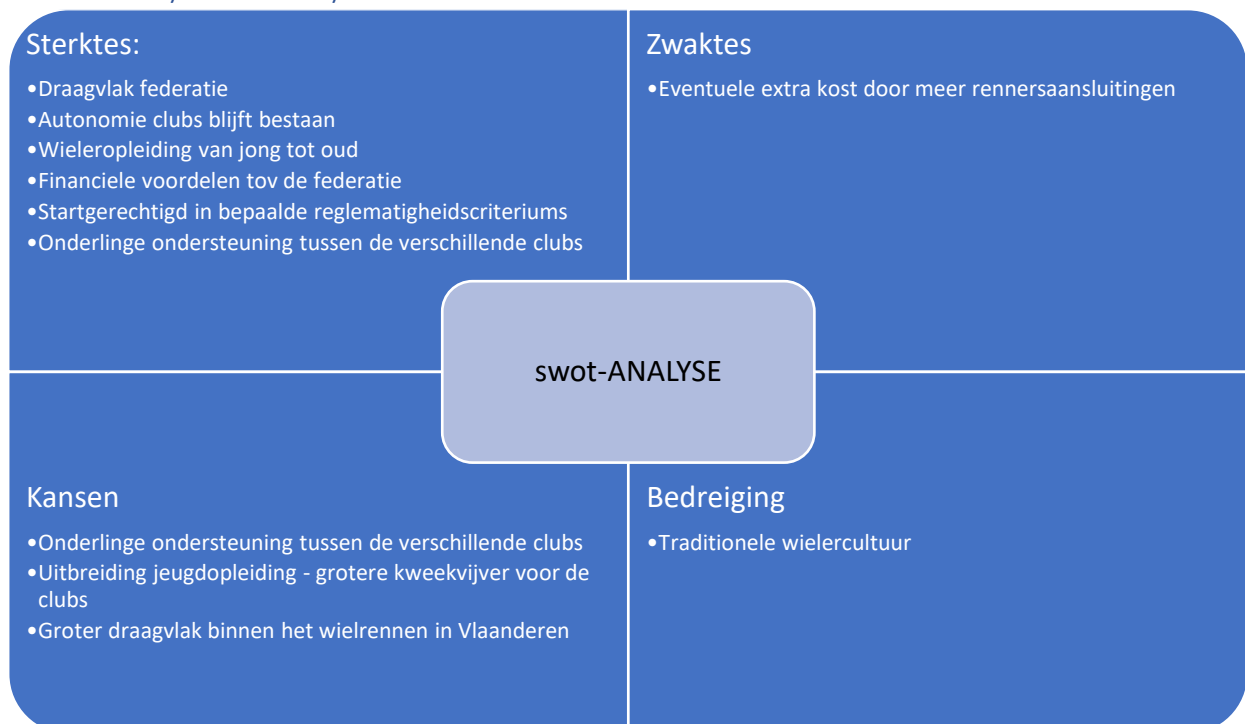 Sterktes:
•Draagvlak federatie
•Autonomie clubs blijft bestaan
•Wieleropleiding van jong tot oud
•Financiele voordelen tov de federatie
•Startgerechtigd in bepaalde reglematigheidscriteriums
•Onderlinge ondersteuning tussen de verschillende clubs
Zwaktes
•Eventuele extra kost door meer rennersaansluitingen
swot-ANALYSE
Kansen
•Onderlinge ondersteuning tussen de verschillende clubs
•Uitbreiding jeugdopleiding - grotere kweekvijver voor de
clubs
•Groter draagvlak binnen het wielrennen in Vlaanderen
Bedreiging
•Traditionele wielercultuur